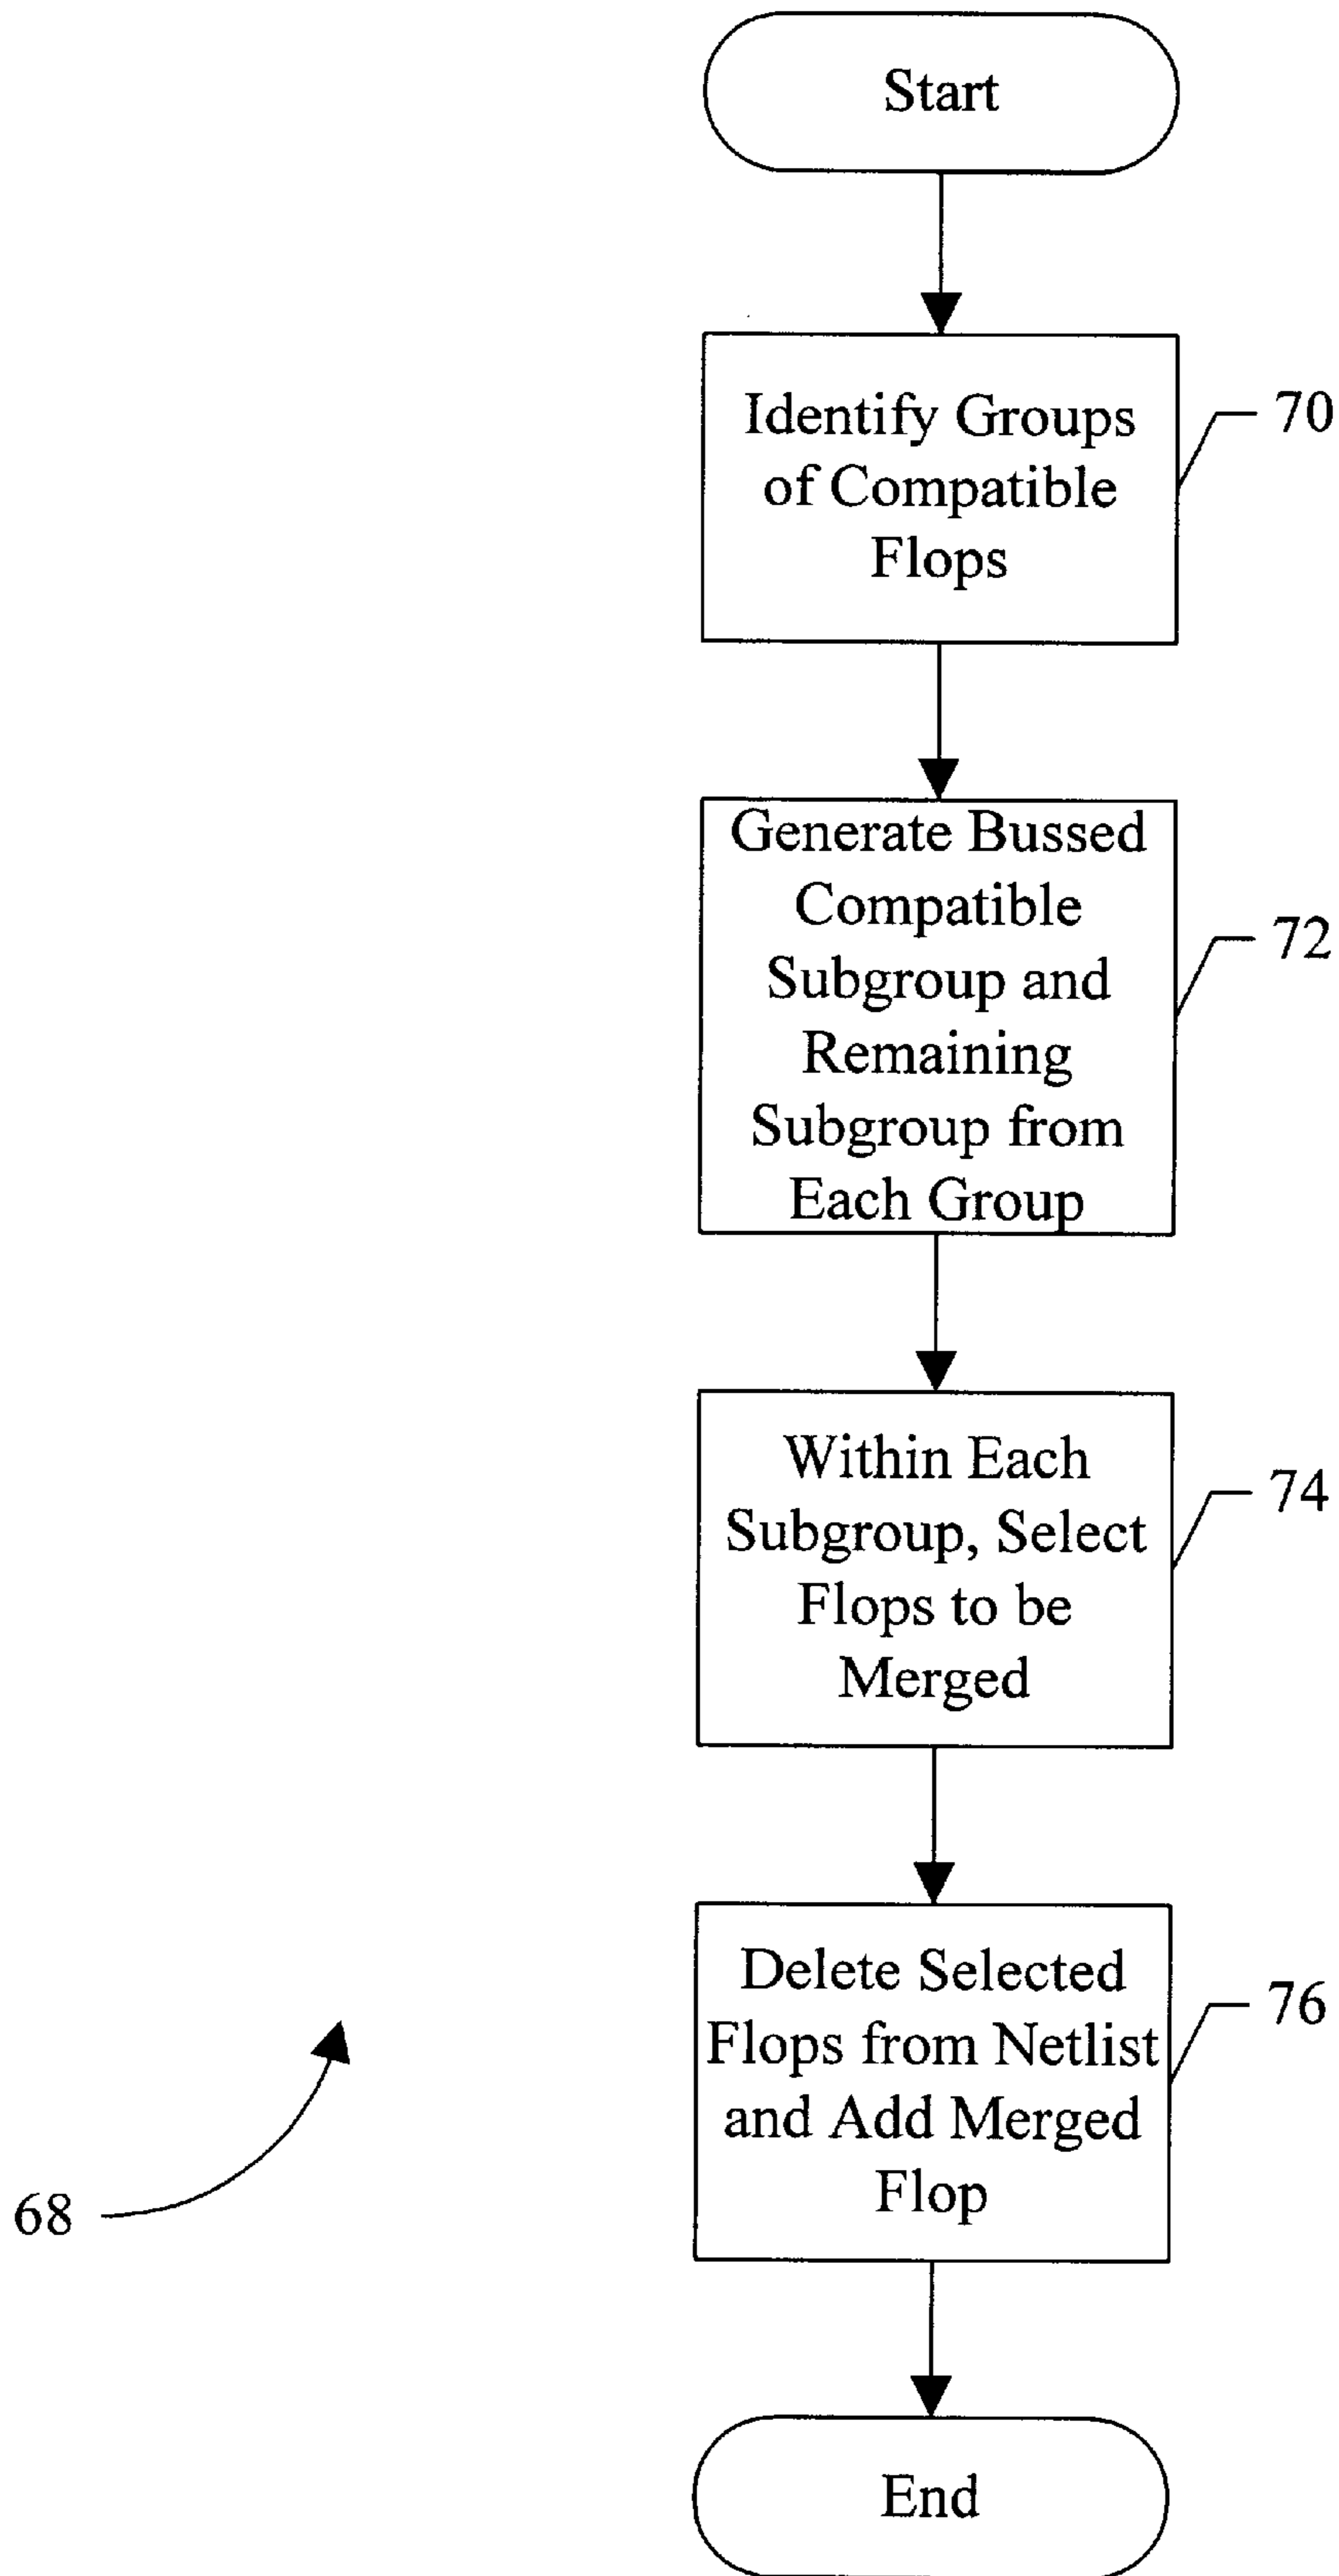 Start
Identify Groups
of Compatible
Flops
70
Generate Bussed
Compatible
Subgroup and
Remaining
Subgroup from
Each Group
72
Within Each
Subgroup, Select
Flops to be
Merged
74
Delete Selected
Flops from Netlist
and Add Merged
Flop
76
68
End